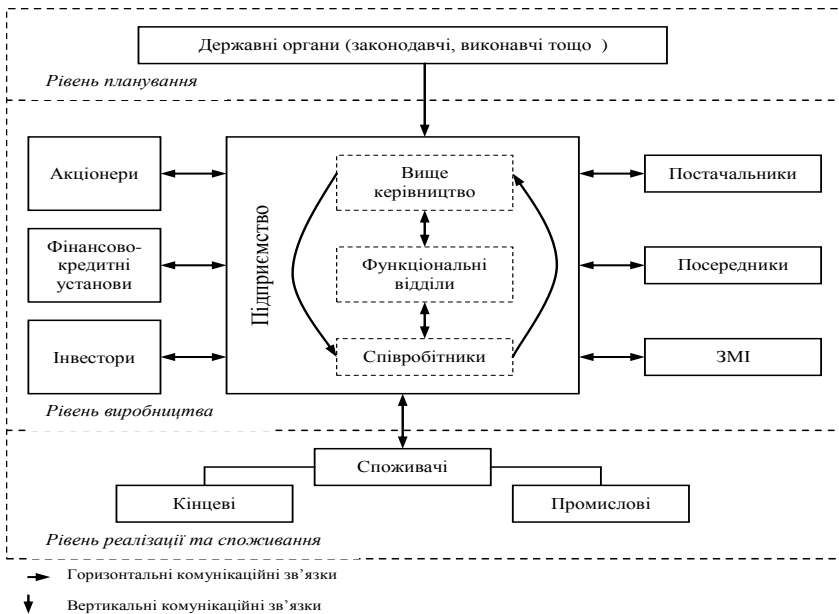 Державні органи (законодавчі, виконавчі тощо )
Рівень планування
Акціонери
Фінансово-
кредитні
установи
Інвестори
Підприємство
Вище
керівництво
Функціональні
відділи
Співробітники
Постачальники
Посередники
ЗМІ
Рівень виробництва
Споживачі
Кінцеві
Промислові
Рівень реалізації та споживання
Горизонтальні комунікаційні зв’язки
Вертикальні комунікаційні зв’язки